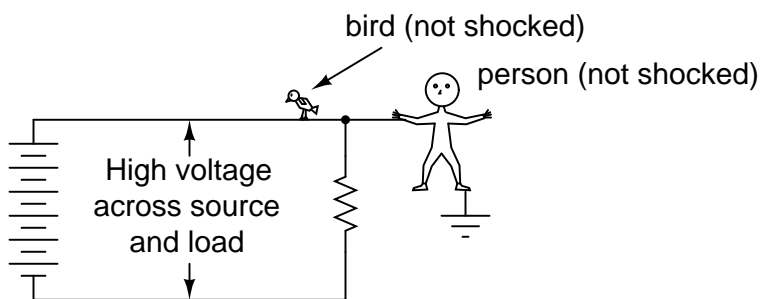 bird (not shocked)
person (not shocked)
High voltage
across source
and load